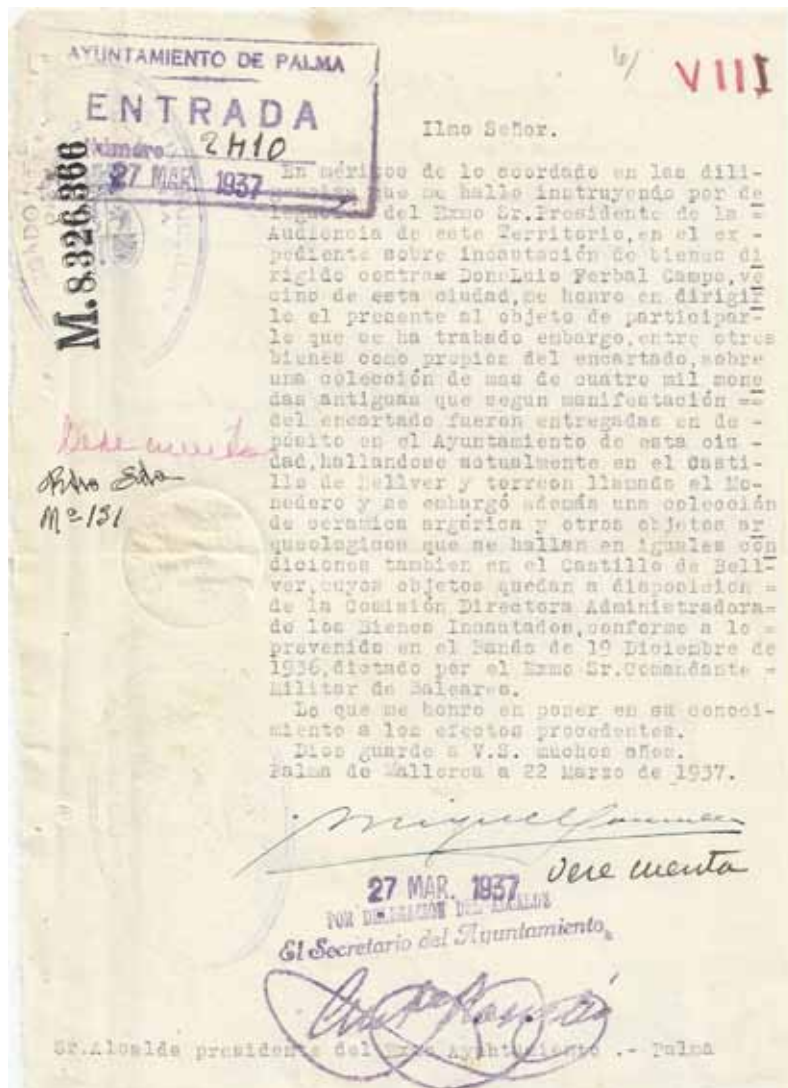 AYUNTAMIENTO DE PALMA
ENTRADA
Número 2410
27 MAR 1937
6/
VIII
M.8.326.366
Ilmo Señor.
En méritos de lo acordado en las dili-
que me hallo instruyendo por de
del Exmo Sr.Presidente de la =
Audiencia de este Territorio,en el ex -
pediente sobre incautación de bienes di
rigido contra= Don Luis Ferbal Campo,ve
cino de esta ciudad,me honro en dirigir
le el presente al objeto de participar-
le que se ha trabado embargo,entre otros
bienes como propios del encartado,sobre
una colección de mas de cuatro mil mone
das antiguas que segun manifestación ==
del encartado fueron entregadas en de -
pósito en el Ayuntamiento de esta ciu -
dad,hallandose actualmente en el Casti-
llo de Bellver y torreon llamado el Mo-
nedero y se embargó además una colección
de ceramica argárica y otros objetos ar
queologicos que se hallan en iguales con
diciones tambien en el Castillo de Bell-
ver,cuyos objetos quedan a disposicion =
de la Comisión Directora Administradora=
de los Bienes Incautados,conforme a lo =
prevenido en el Bando de 19 Diciembre de
1936,dictado por el Exmo Sr.Comandante -
Militar de Baleares.
Lo que me honro en poner en su conoci-
miento a los efectos procedentes.
Dios guarde a V.S. muchos años.
Palma de Mallorca a 22 Marzo de 1937.
Dese cuenta
Nº 151
Miguel
Dese cuenta
27 MAR. 1937
POR DELEGACIÓN DEL ALCALDE
El Secretario del Ayuntamiento,
Sr.Alcalde presidente del Exmo Ayuntamiento .- Palma